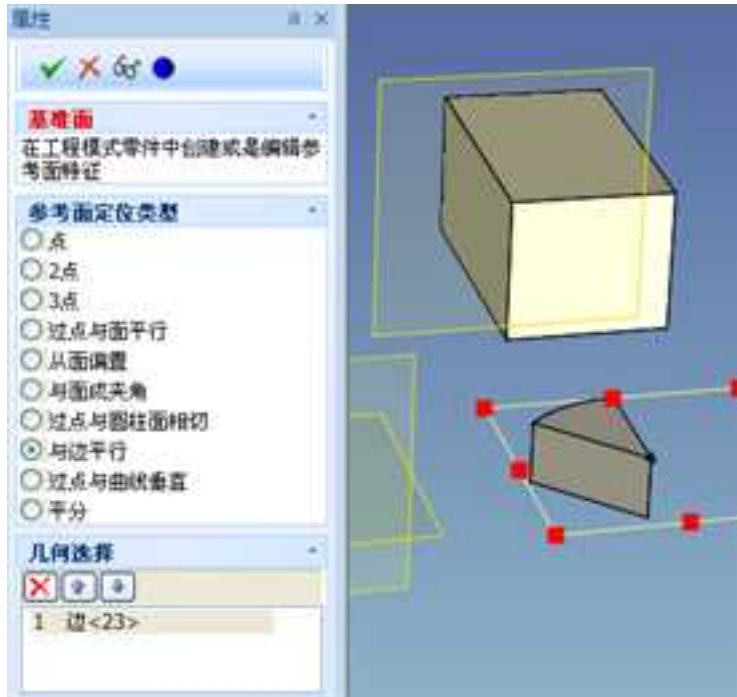 属性
基准面
在工程模式零件中创建或是编辑参
考面特征
参考面定位类型
点
2点
3点
过点与面平行
从面偏置
与面成夹角
过点与圆柱面相切
与边平行
过点与曲线垂直
平分
几何选择
1 边<23>